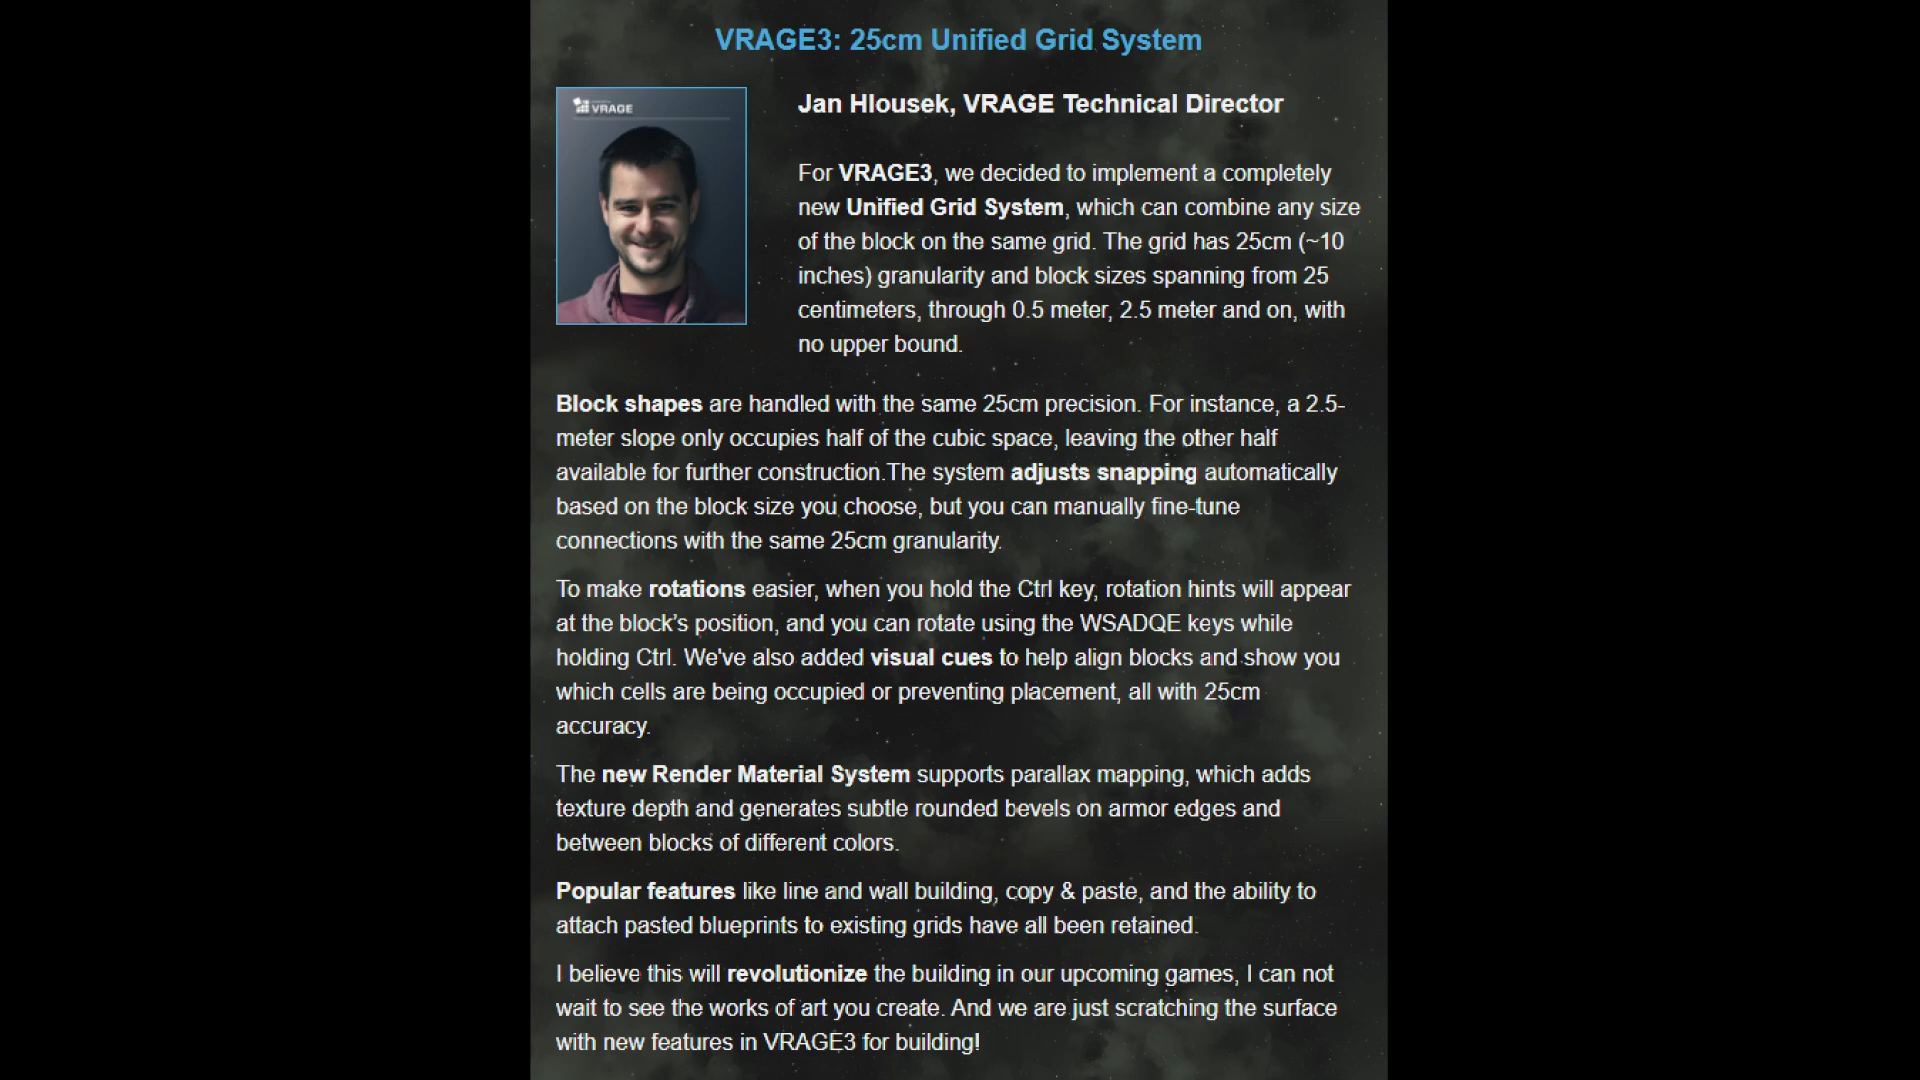 VRAGE3: 25cm Unified Grid System
VRAGE
Jan Hlousek, VRAGE Technical Director
For VRAGE3, we decided to implement a completely
new Unified Grid System, which can combine any size
of the block on the same grid. The grid has 25cm (~10
inches) granularity and block sizes spanning from 25
centimeters, through 0.5 meter, 2.5 meter and on, with
no upper bound.
Block shapes are handled with the same 25cm precision. For instance, a 2.5-
meter slope only occupies half of the cubic space, leaving the other half
available for further construction.The system adjusts snapping automatically
based on the block size you choose, but you can manually fine-tune
connections with the same 25cm granularity.
To make rotations easier, when you hold the Ctrl key, rotation hints will appear
at the block's position, and you can rotate using the WSADQE keys while
holding Ctrl. We've also added visual cues to help align blocks and show you
which cells are being occupied or preventing placement, all with 25cm
accuracy.
The new Render Material System supports parallax mapping, which adds
texture depth and generates subtle rounded bevels on armor edges and
between blocks of different colors.
Popular features like line and wall building, copy & paste, and the ability to
attach pasted blueprints to existing grids have all been retained.
I believe this will revolutionize the building in our upcoming games, I can not
wait to see the works of art you create. And we are just scratching the surface
with new features in VRAGE3 for building!